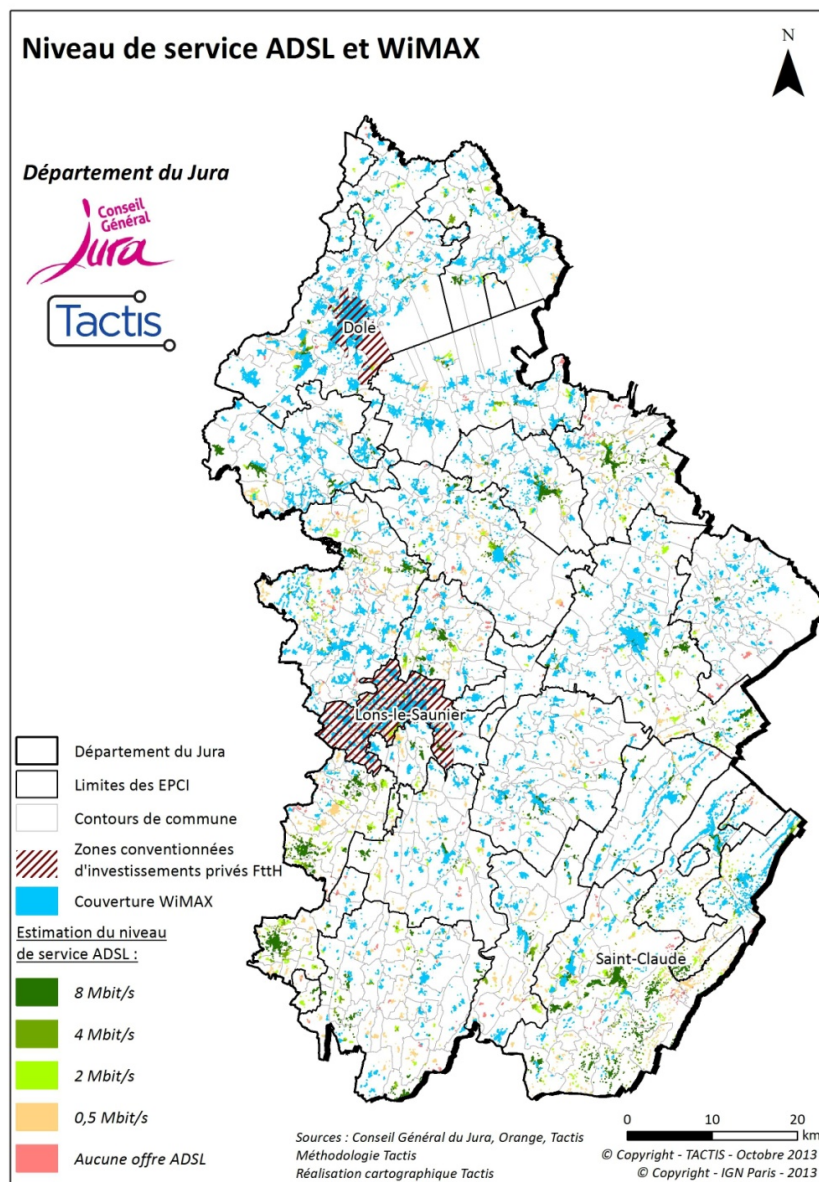 Niveau de service ADSL et WiMAX
N
Département du Jura
Conseil
Général
Jura
Tactis
Dole
Lons-le-Saunier
Saint-Claude
Département du Jura
Limites des EPCI
Contours de commune
Zones conventionnées
d'investissements privés FttH
Couverture WiMAX
Estimation du niveau
de service ADSL :
8 Mbit/s
4 Mbit/s
2 Mbit/s
0,5 Mbit/s
Aucune offre ADSL
0 10 20
km
Sources : Conseil Général du Jura, Orange, Tactis
Méthodologie Tactis
Réalisation cartographique Tactis
© Copyright - TACTIS - Octobre 2013
© Copyright - IGN Paris - 2013